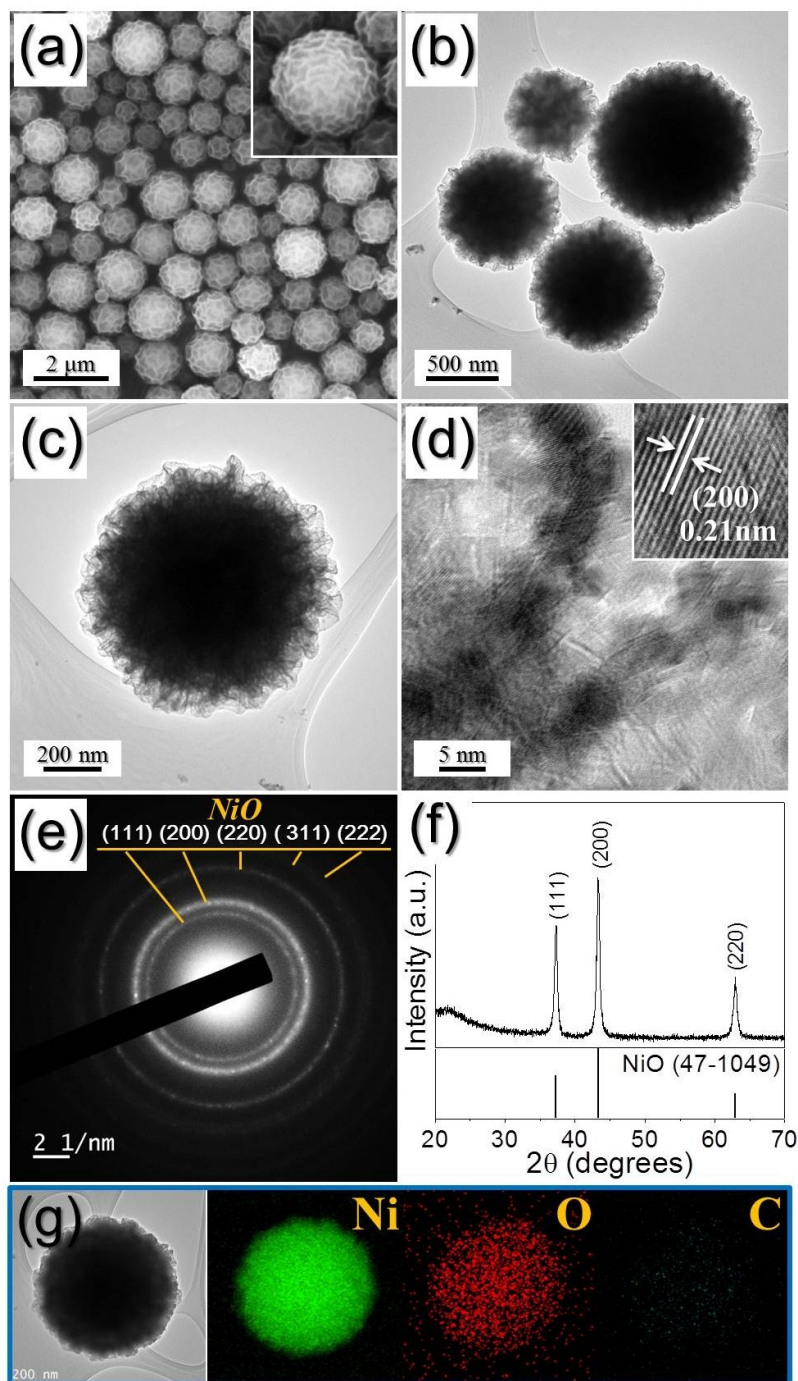 (a)
2 μm
(b)
500 nm
(c)
200 nm
(d)
(200)
0.21nm
5 nm
(e)
NiO
(111) (200) (220) ( 311) (222)
2 1/nm
(f)
Intensity (a.u.)
(111)
(200)
(220)
NiO (47-1049)
20 30 40 50 60 70
2θ (degrees)
(g)
200 nm
Ni
O
C